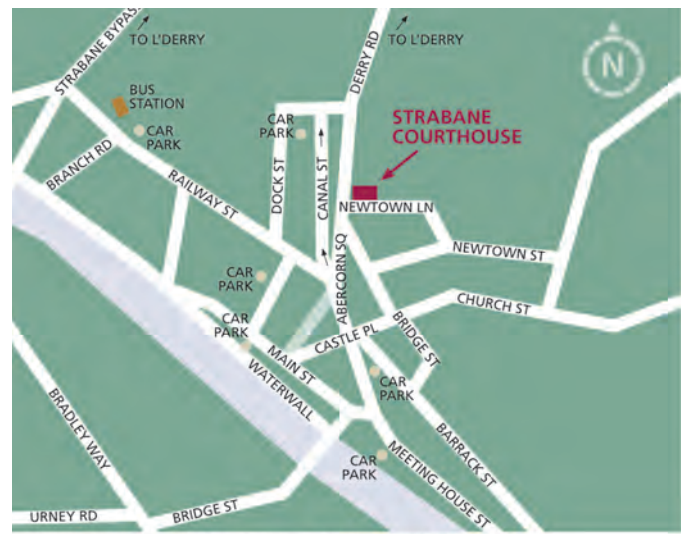 STRABANE BYPASS
TO L'DERRY
DERRY RD
TO L'DERRY
N
BUS
STATION
CAR
PARK
CAR
PARK
STRABANE
COURTHOUSE
BRANCH RD
RAILWAY ST
DOCK ST
CANAL ST
NEWTOWN LN
NEWTOWN ST
ABERCORN SQ
CAR
PARK
CHURCH ST
CAR
PARK
CASTLE PL
BRIDGE ST
MAIN ST
WATERWALL
CAR
PARK
BRADLEY WAY
BARRACK ST
MEETING HOUSE ST
CAR
PARK
URNEY RD
BRIDGE ST